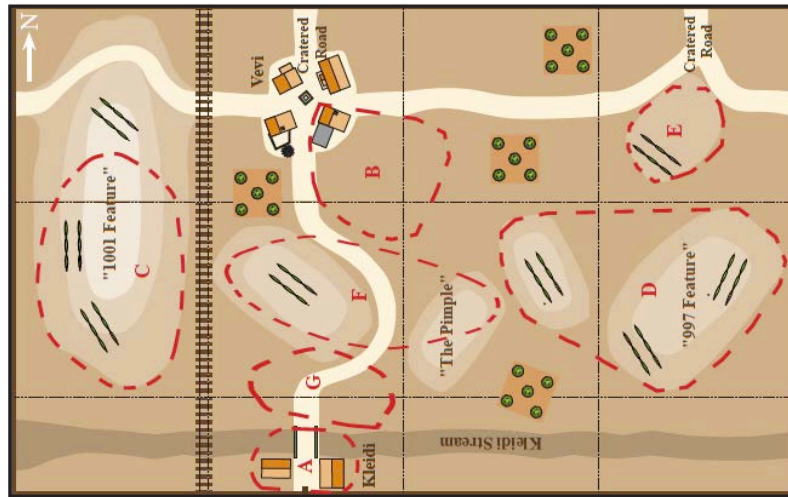 N
Vevi
Cratered
Road
Cratered
Road
B
E
"1001 Feature"
C
F
"The Pimple"
D
"997 Feature"
G
A
Kleidi
Kleidi Stream